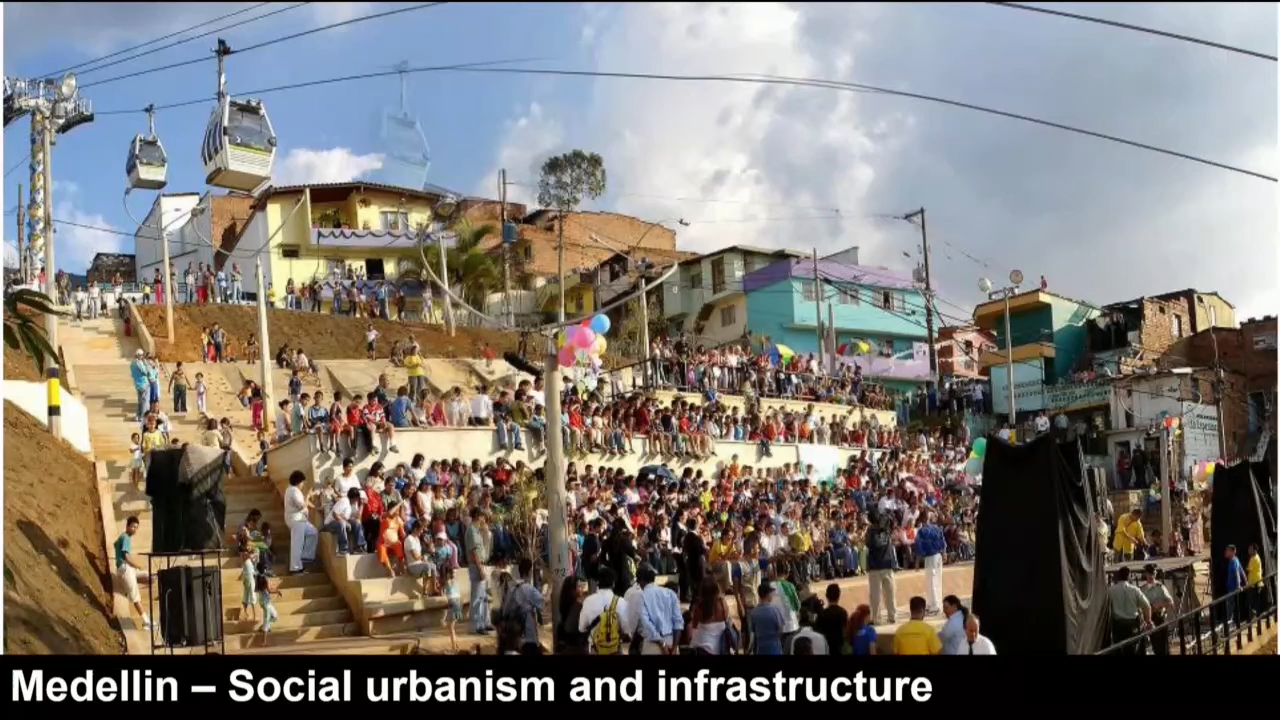 Medellin – Social urbanism and infrastructure